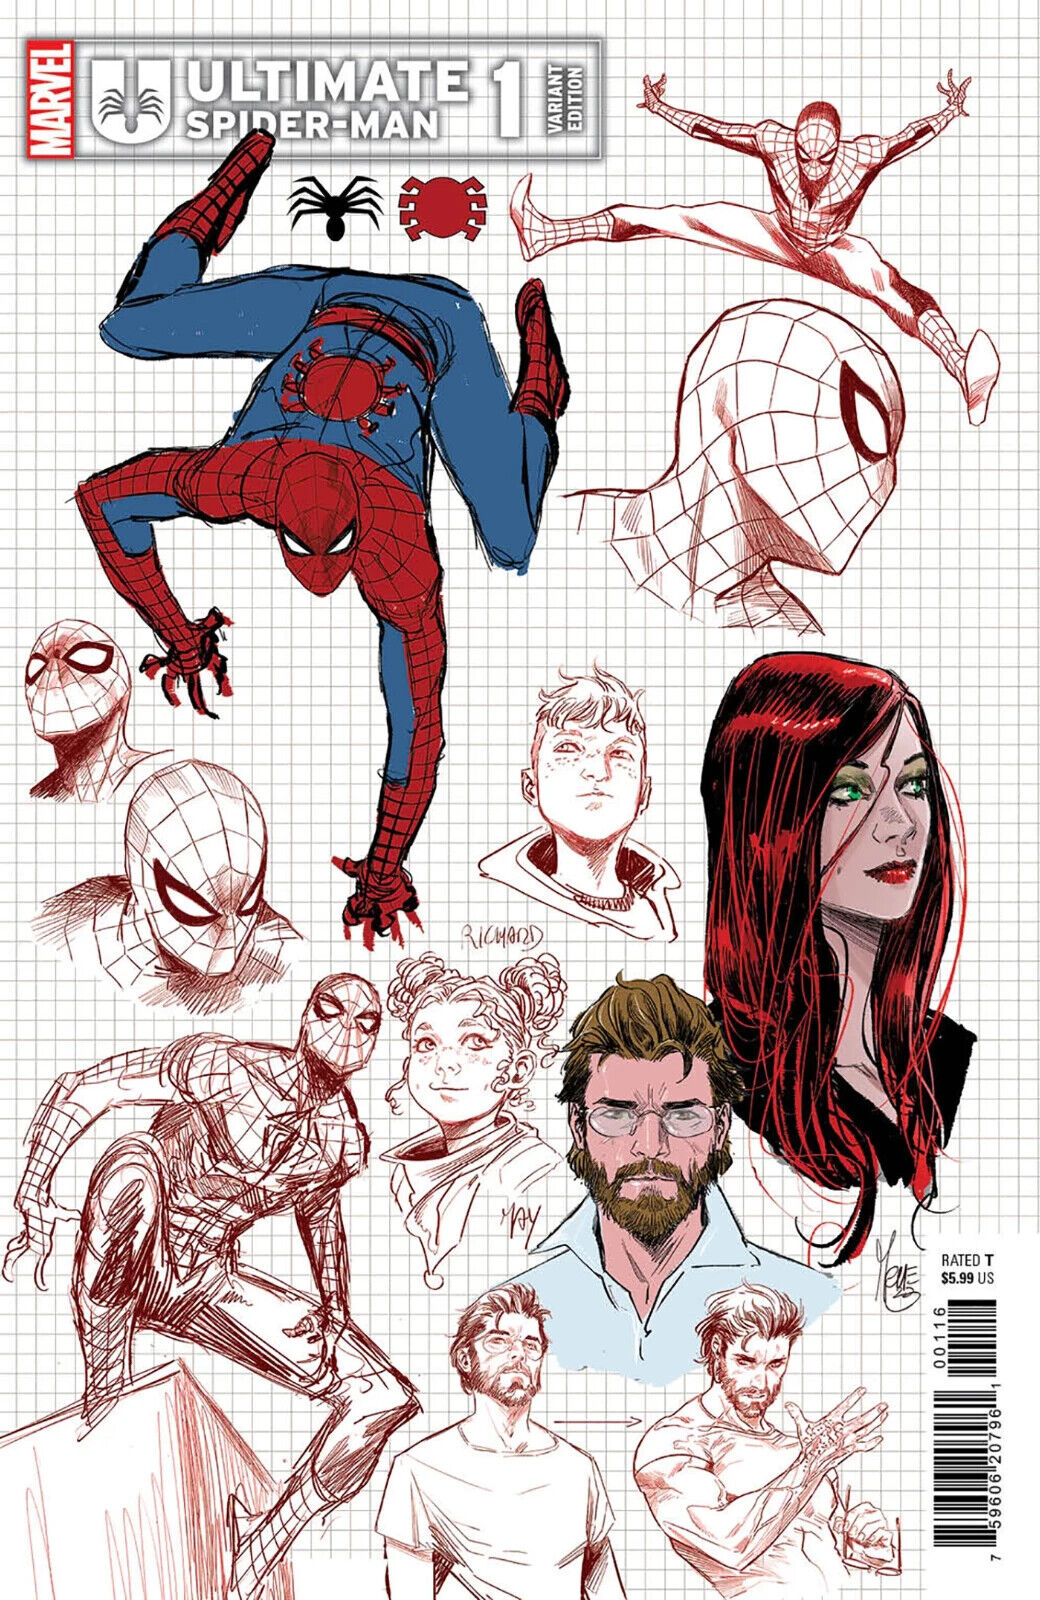 MARVEL
ULTIMATE
SPIDER-MAN
1
VARIANT
EDITION
RICHARD
MAY
RATED T
$5.99 US
00116
7 59606 20796 1